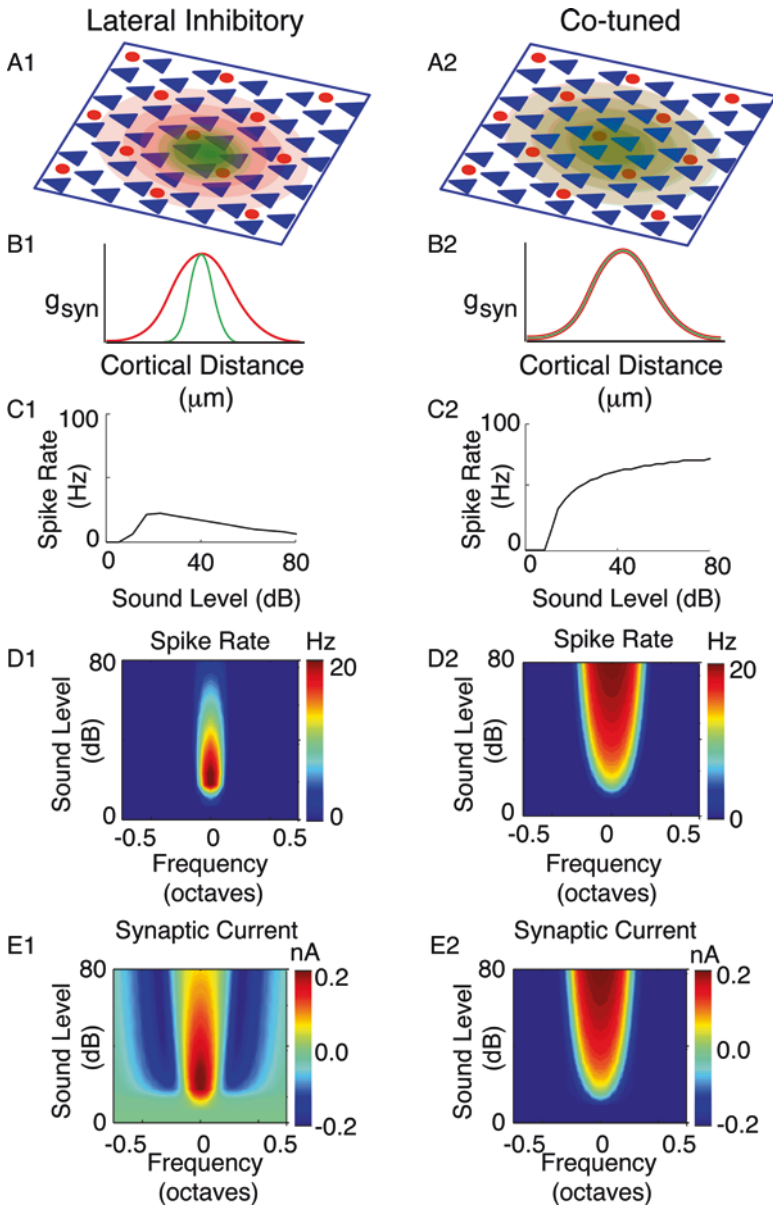 Lateral Inhibitory
Co-tuned
A1
A2
B1
gsyn
Cortical Distance
(μm)
B2
gsyn
Cortical Distance
(μm)
C1
100
Spike Rate
(Hz)
0
0
40
80
Sound Level (dB)
C2
100
Spike Rate
(Hz)
0
0
40
80
Sound Level (dB)
D1
Spike Rate
Hz
80
20
Sound Level
(dB)
0
0
-0.5
0
0.5
Frequency
(octaves)
D2
Spike Rate
Hz
80
20
Sound Level
(dB)
0
0
-0.5
0
0.5
Frequency
(octaves)
E1
Synaptic Current
nA
80
0.2
Sound Level
(dB)
0.0
0
-0.2
-0.5
0
0.5
Frequency
(octaves)
E2
Synaptic Current
nA
80
0.2
Sound Level
(dB)
0.0
0
-0.2
-0.5
0
0.5
Frequency
(octaves)